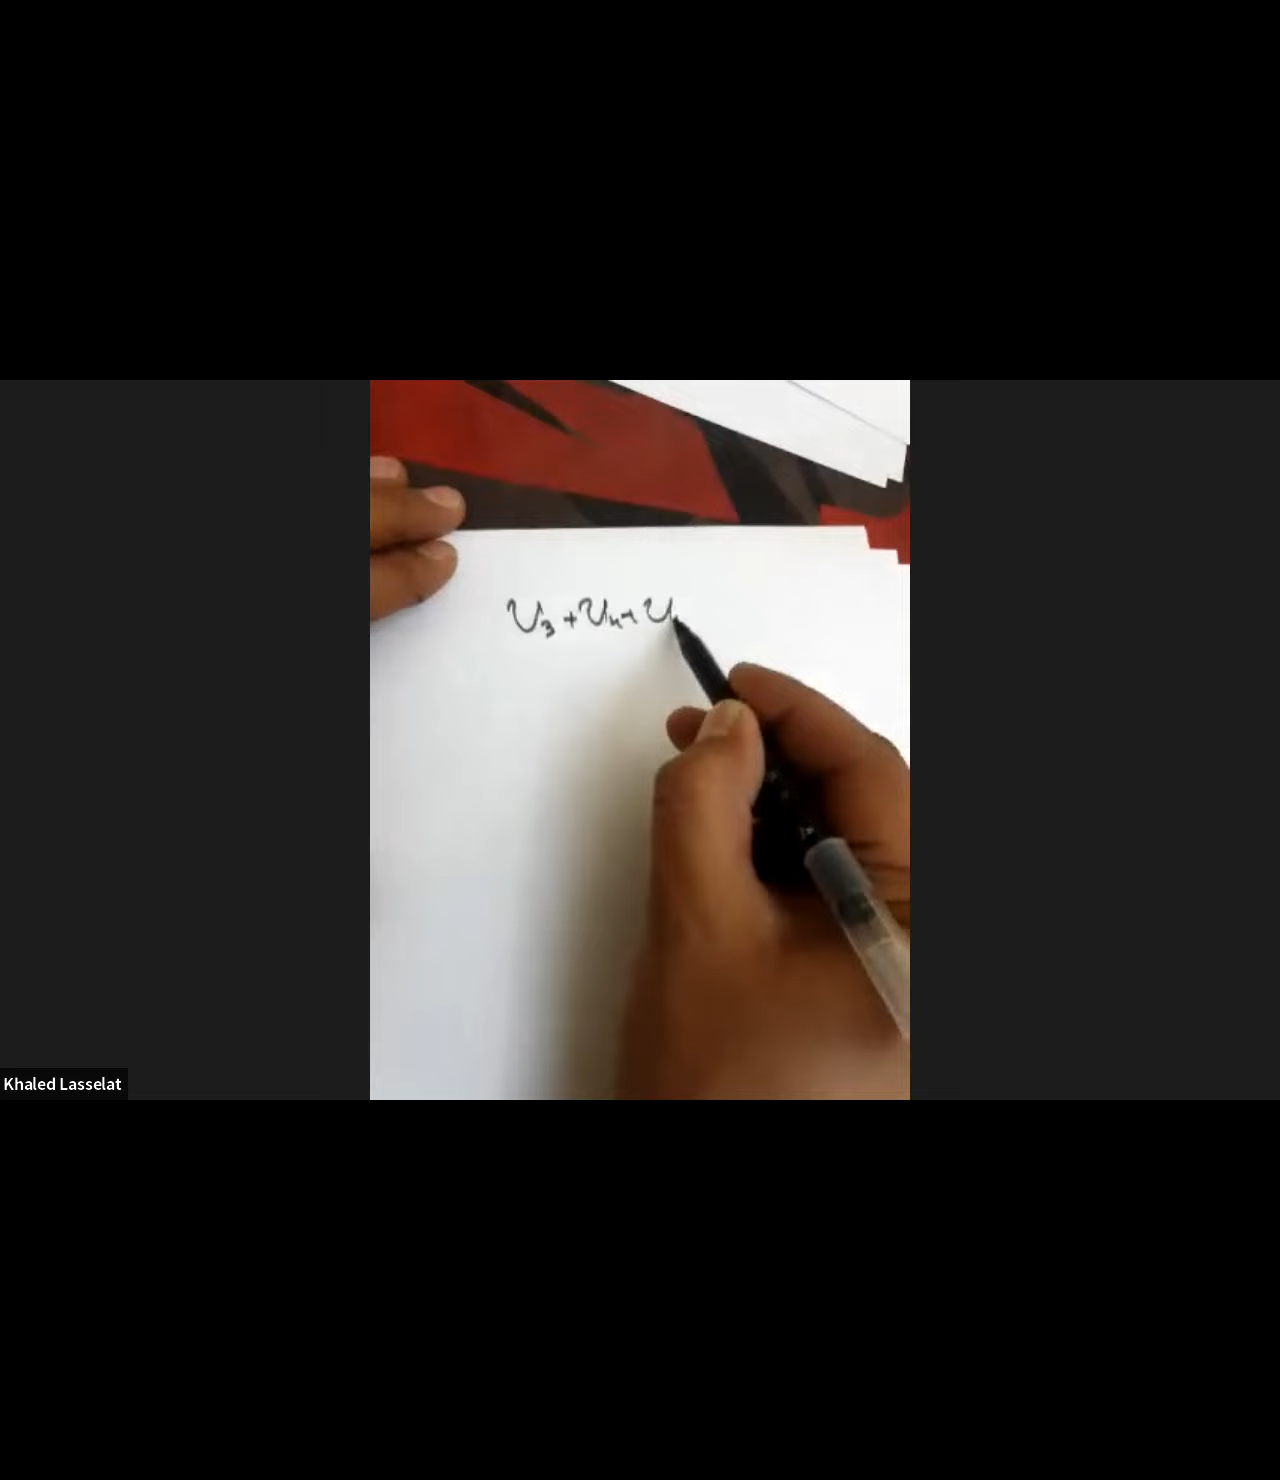 U₃ + U₄ + U
Khaled Lasselat